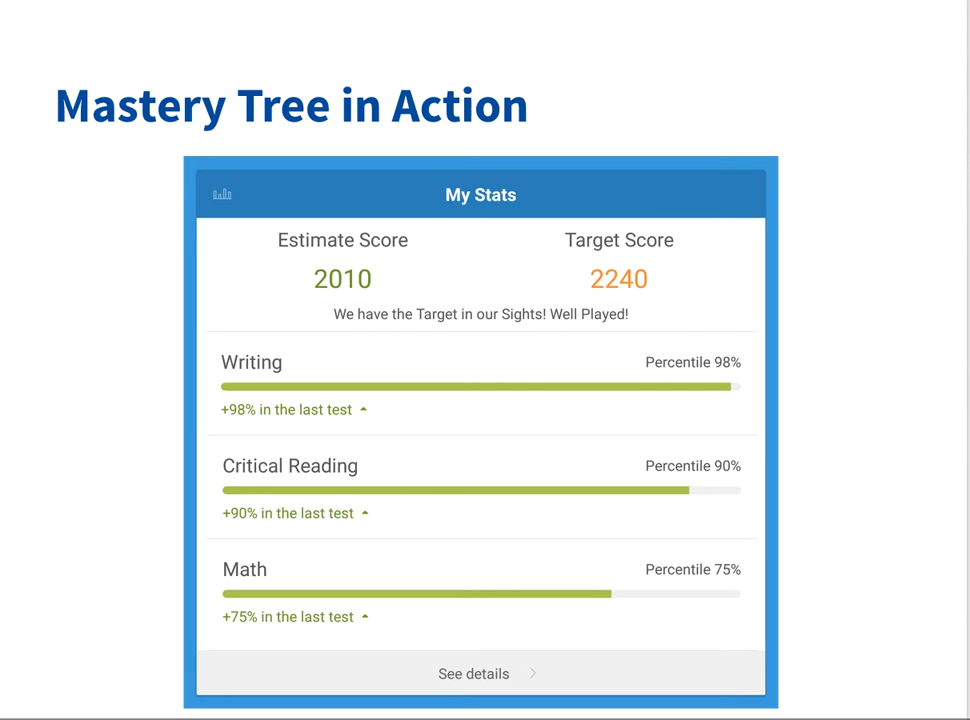 Mastery Tree in Action
My Stats
Estimate Score Target Score
2010 2240
We have the Target in our Sights! Well Played!
Writing Percentile 98%
+98% in the last test
Critical Reading Percentile 90%
+90% in the last test
Math Percentile 75%
+75% in the last test
See details